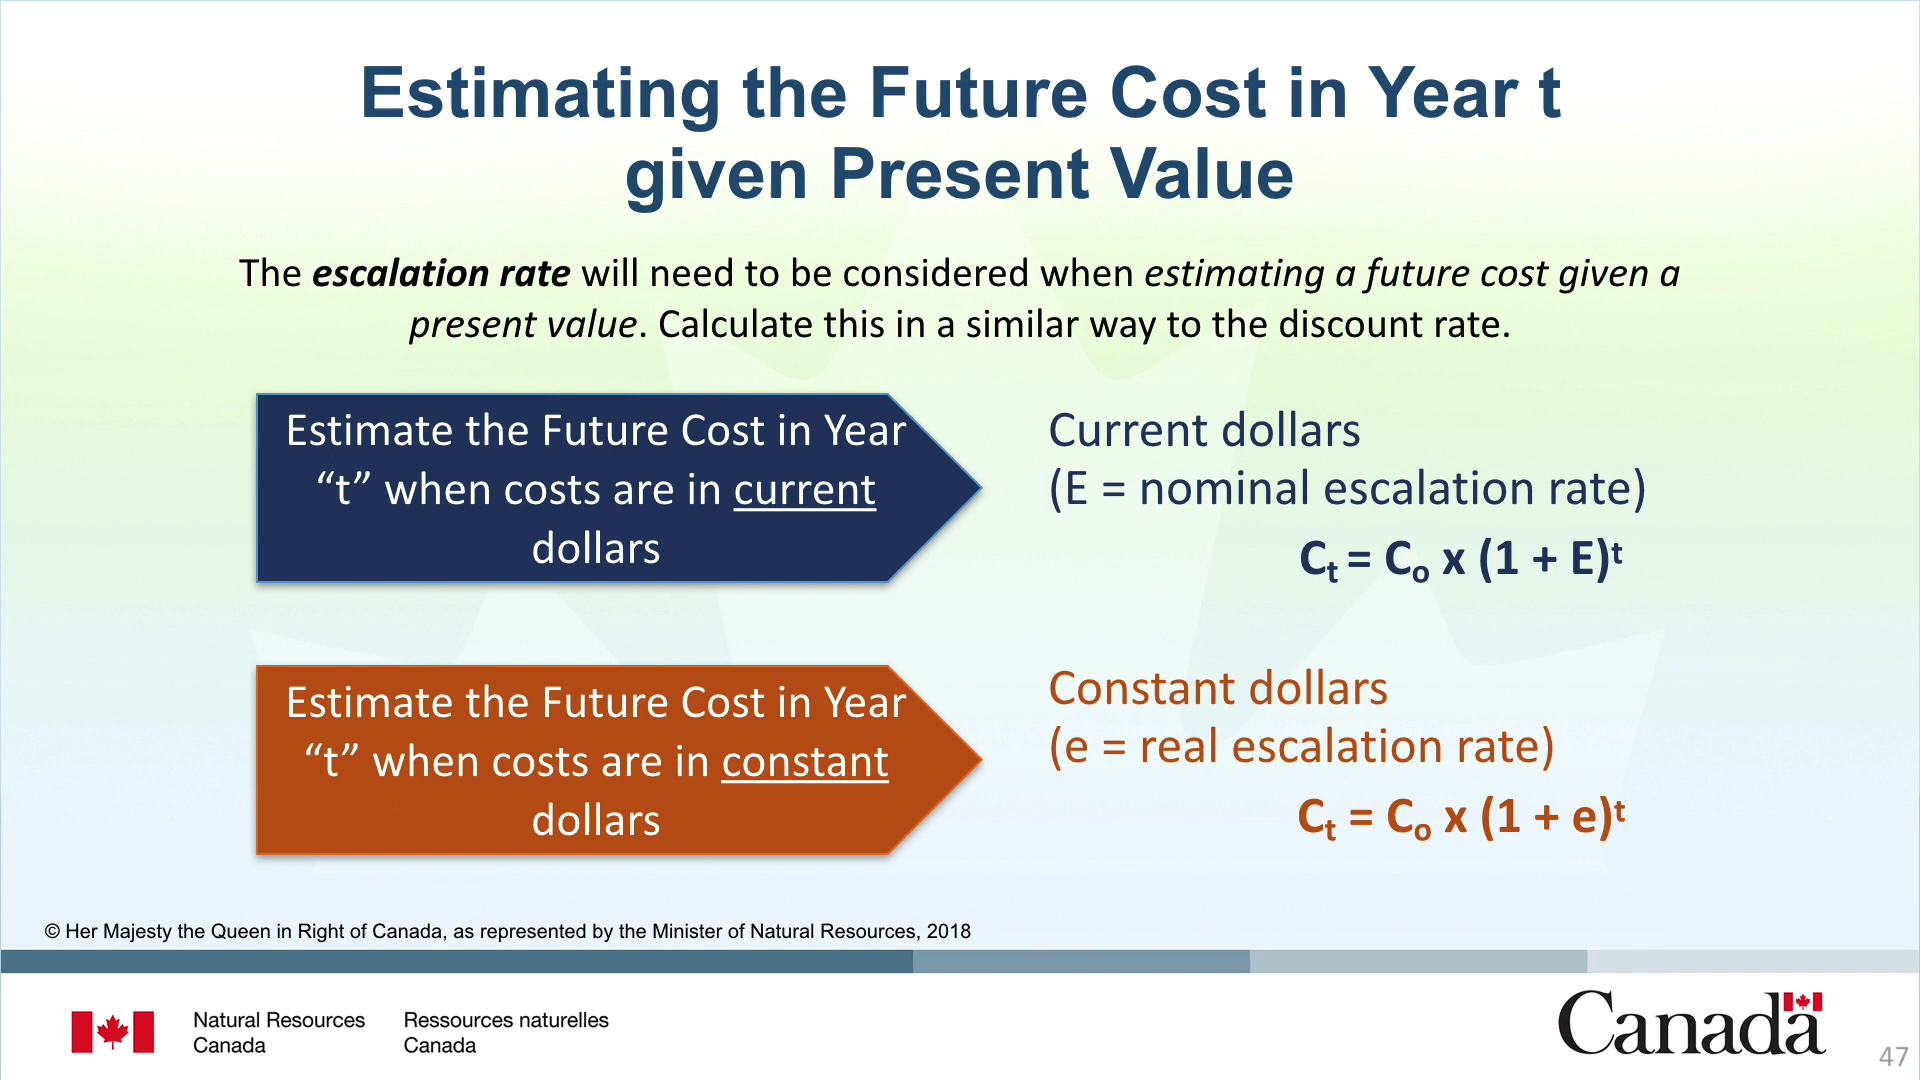 Estimating the Future Cost in Year t
given Present Value
The escalation rate will need to be considered when estimating a future cost given a
present value. Calculate this in a similar way to the discount rate.
Estimate the Future Cost in Year
“t” when costs are in current
dollars
Current dollars
(E = nominal escalation rate)
Cₜ = Cₒ x (1 + E)ᵗ
Estimate the Future Cost in Year
“t” when costs are in constant
dollars
Constant dollars
(e = real escalation rate)
Cₜ = Cₒ x (1 + e)ᵗ
© Her Majesty the Queen in Right of Canada, as represented by the Minister of Natural Resources, 2018
Natural Resources
Canada
Ressources naturelles
Canada
Canada
47